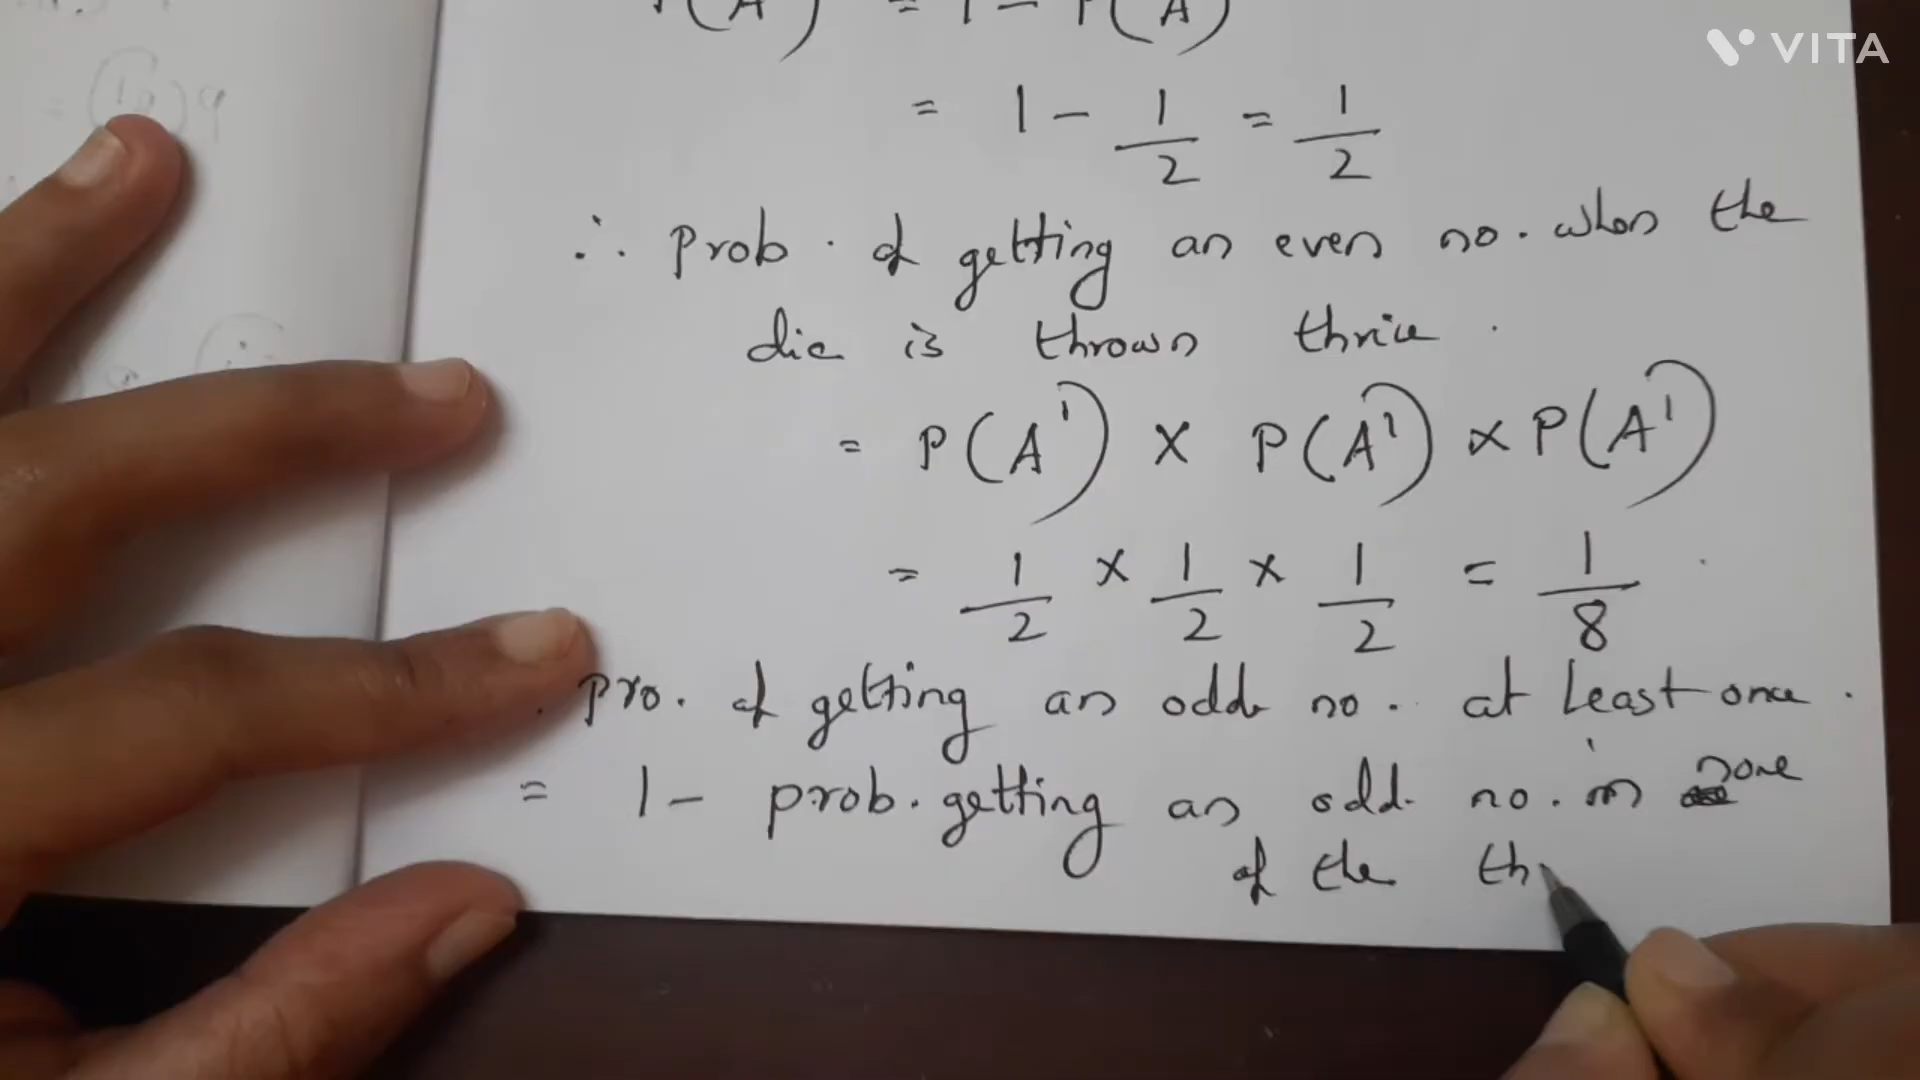 VITA
P(A') = 1 - P(A)
= 1 - 1/2 = 1/2
∴ prob. of getting an even no. when the
die is thrown thrice.
= P(A') × P(A') × P(A')
= 1/2 × 1/2 × 1/2 = 1/8
pro. of getting an odd no. at least once.
= 1 - prob. getting an odd no. in none
of the th